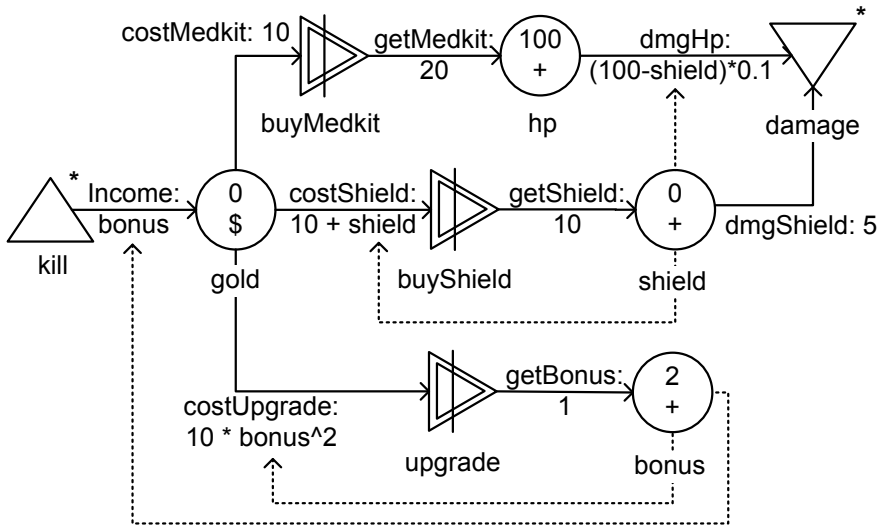 costMedkit: 10
getMedkit:
20
buyMedkit
100
+
hp
dmgHp:
(100-shield)*0.1
*
damage
*
kill
Income:
bonus
0
$
gold
costShield:
10 + shield
buyShield
getShield:
10
0
+
shield
dmgShield: 5
costUpgrade:
10 * bonus^2
upgrade
getBonus:
1
2
+
bonus